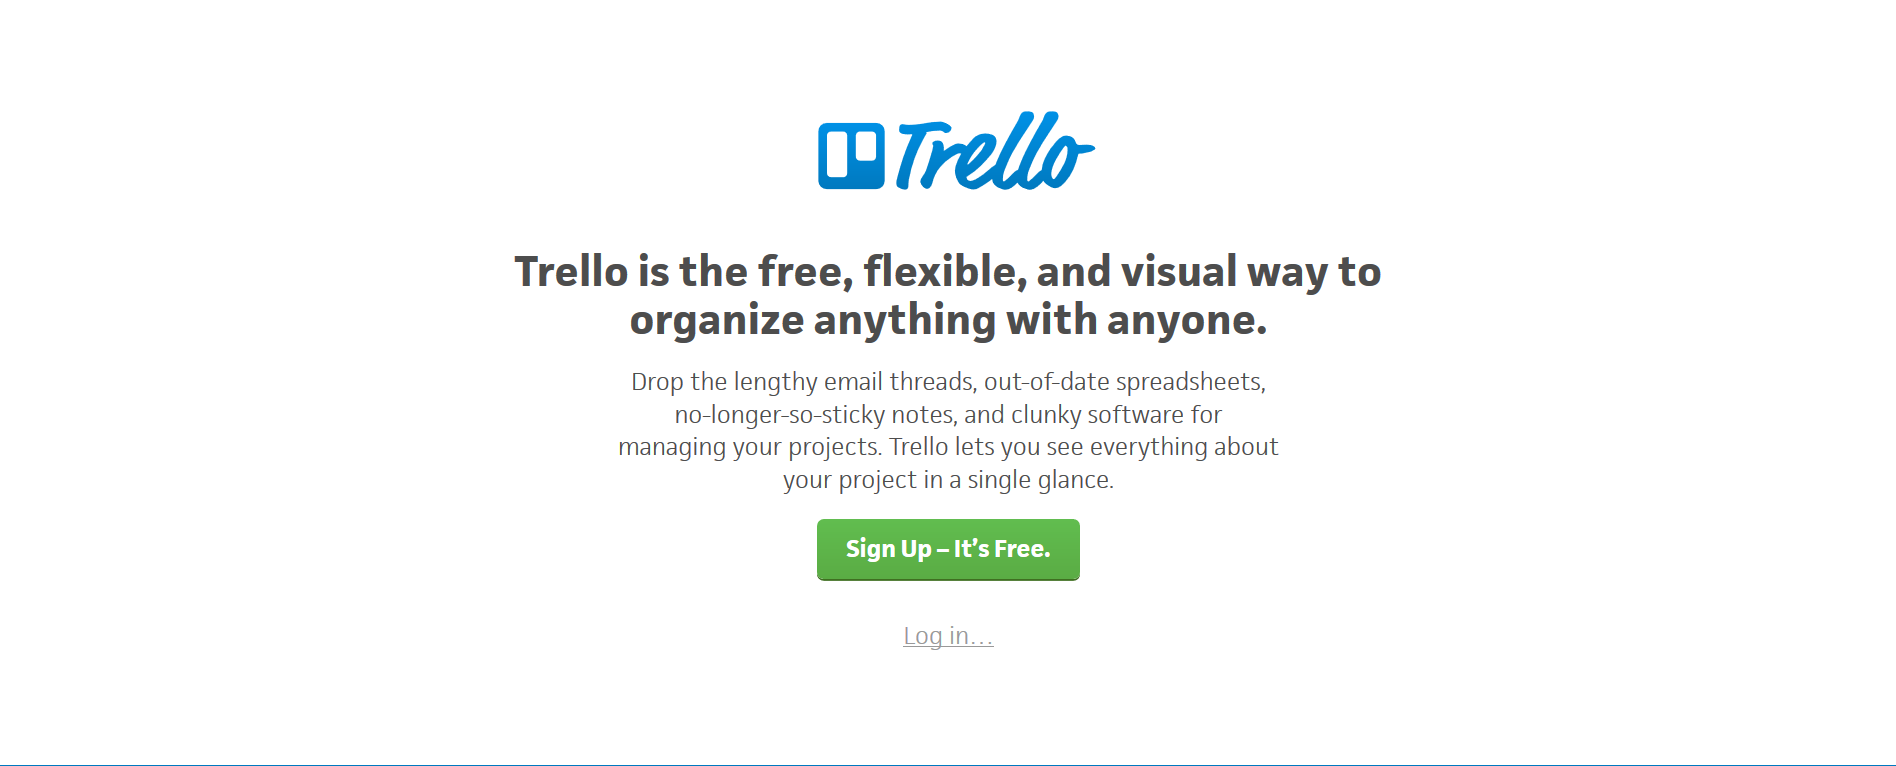 Trello
Trello is the free, flexible, and visual way to
organize anything with anyone.
Drop the lengthy email threads, out-of-date spreadsheets,
no-longer-so-sticky notes, and clunky software for
managing your projects. Trello lets you see everything about
your project in a single glance.
Sign Up – It’s Free.
Log in…